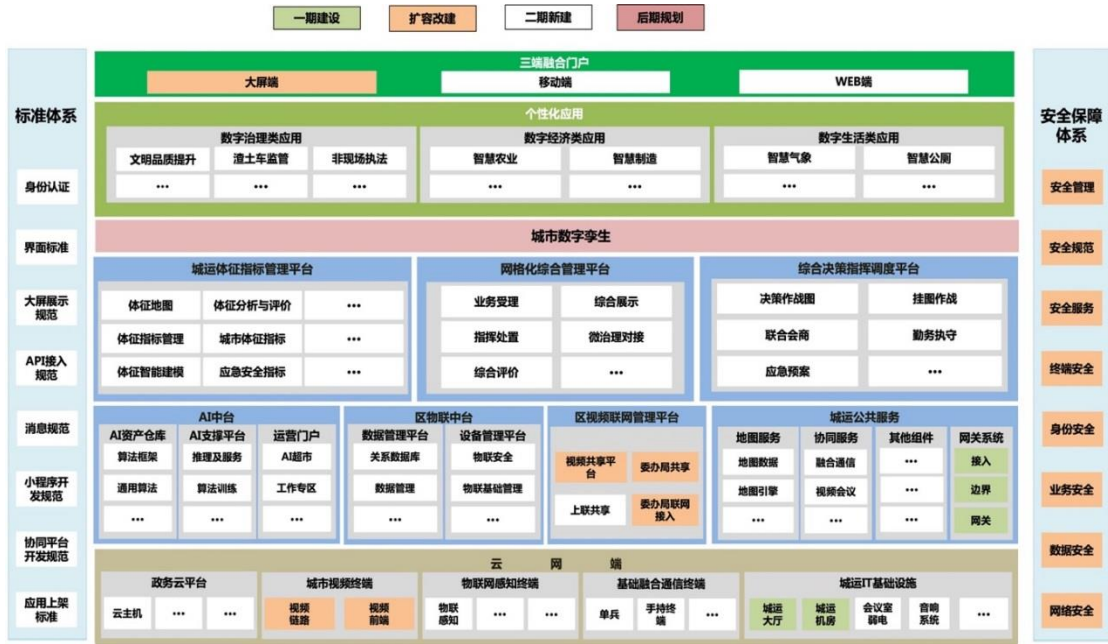 一期建设
扩容改建
二期新建
后期规划
标准体系
身份认证
界面标准
大屏展示
规范
API接入
规范
消息规范
小程序开
发规范
协同平台
开发规范
应用上架
标准
三端融合门户
大屏端
移动端
WEB端
个性化应用
数字治理类应用
文明品质提升
渣土车监管
非现场执法
...
...
...
数字经济类应用
智慧农业
智慧制造
...
...
数字生活类应用
智慧气象
智慧公厕
...
...
城市数字孪生
城运体征指标管理平台
体征地图
体征分析与评价
...
体征指标管理
城市体征指标
...
体征智能建模
应急安全指标
...
网格化综合管理平台
业务受理
综合展示
指挥处置
微治理对接
综合评价
...
综合决策指挥调度平台
决策作战图
挂图作战
联合会商
勤务执守
应急预案
...
AI中台
AI资产仓库
AI支撑平台
运营门户
算法框架
推理及服务
AI超市
通用算法
算法训练
工作专区
...
...
...
区物联中台
数据管理平台
设备管理平台
关系数据库
物联安全
数据管理
物联基础管理
...
...
区视频联网管理平台
视频共享平
台
委办局共享
上联共享
委办局联网
接入
城运公共服务
地图服务
协同服务
其他组件
网关系统
地图数据
融合通信
...
接入
地图引擎
视频会议
...
边界
...
...
...
网关
云 网 端
政务云平台
云主机
...
...
城市视频终端
视频
链路
视频
前端
物联网感知终端
物联
感知
...
...
基础融合通信终端
单兵
手持终
端
...
城运IT基础设施
城运
大厅
城运
机房
会议室
弱电
音响
系统
...
安全保障
体系
安全管理
安全规范
安全服务
终端安全
身份安全
业务安全
数据安全
网络安全